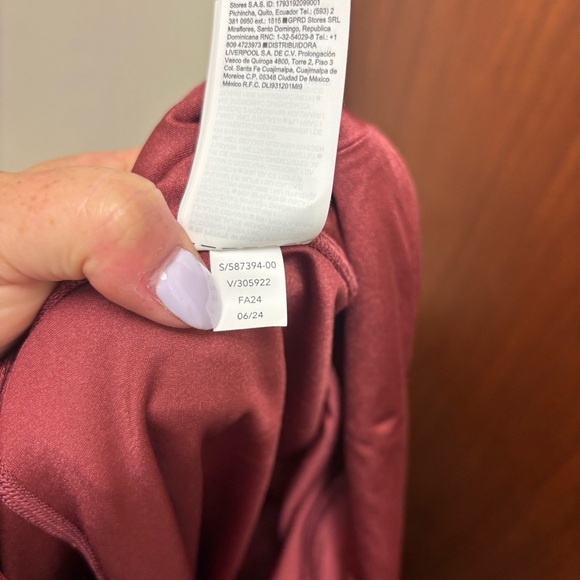 Stores S.A.S. ID: 1793192099001
Pichincha, Quito, Ecuador Tel.: (593) 2
381 0950 ext.: 1515 ■GPRD Stores SRL
Miraflores, Santo Domingo, Republica
Dominicana RNC: 1-32-54029-8 Tel.: +1
809 4723973 ■DISTRIBUIDORA
LIVERPOOL S.A. DE C.V. Prolongación
Vasco de Quiroga 4800, Torre 2, Piso 3
Col. Santa Fe Cuajimalpa, Cuajimalpa de
Morelos C.P. 05348 Ciudad De México
México R.F.C. DLI931201MI9
S/587394-00
V/305922
FA24
06/24